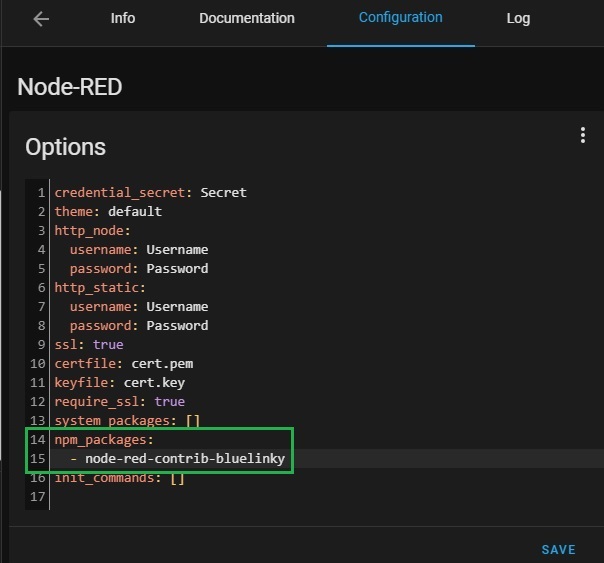 Info Documentation Configuration Log
Node-RED
Options
1 credential_secret: Secret
2 theme: default
3 http_node:
4   username: Username
5   password: Password
6 http_static:
7   username: Username
8   password: Password
9 ssl: true
10 certfile: cert.pem
11 keyfile: cert.key
12 require_ssl: true
13 system_packages: []
14 npm_packages:
15   - node-red-contrib-bluelinky
16 init_commands: []
17
SAVE